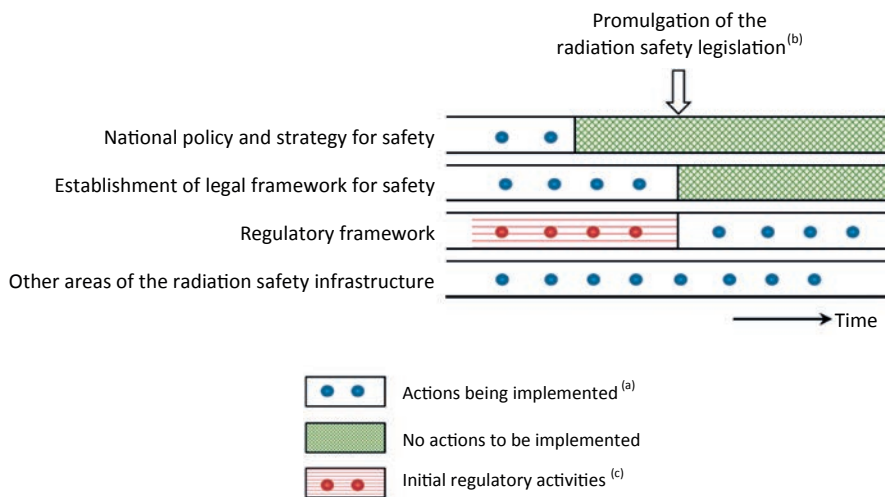 Promulgation of the
radiation safety legislation(b)
National policy and strategy for safety
Establishment of legal framework for safety
Regulatory framework
Other areas of the radiation safety infrastructure
Time
Actions being implemented (a)
No actions to be implemented
Initial regulatory activities (c)